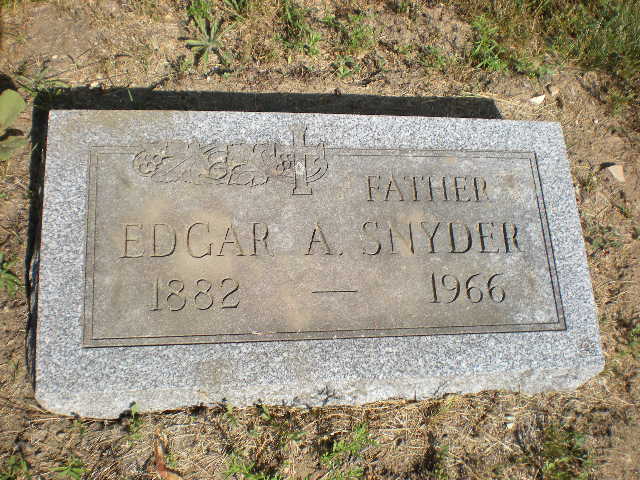 FATHER
EDGAR A. SNYDER
1882 — 1966